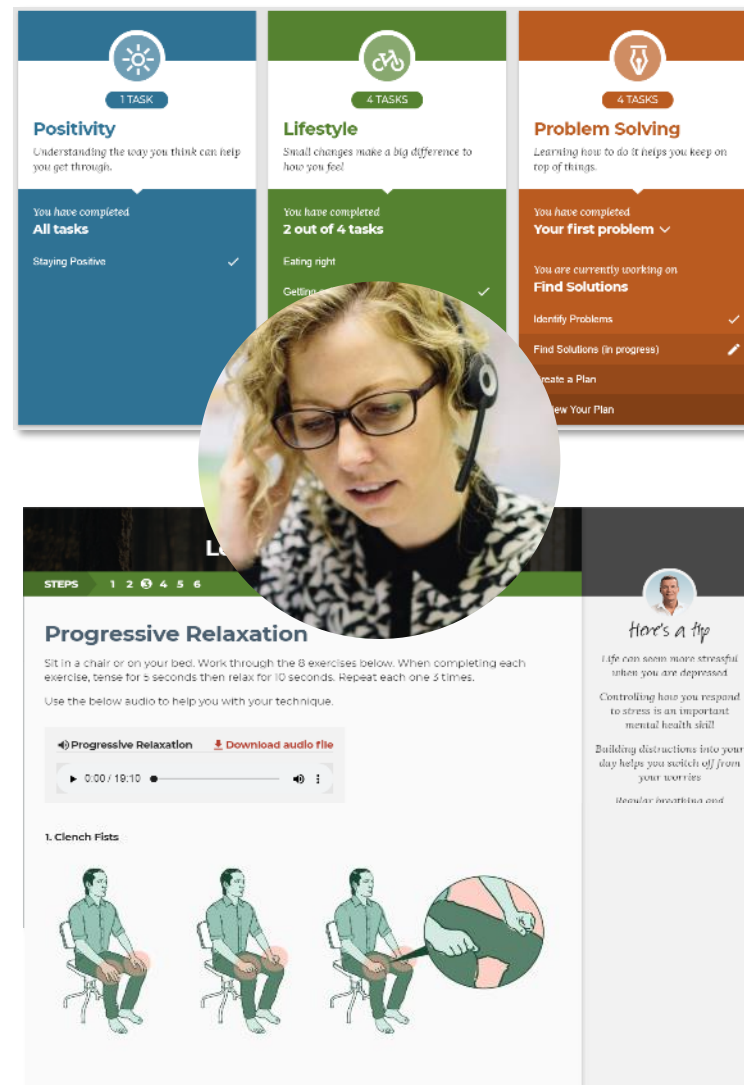 1 TASK
Positivity
Understanding the way you think can help
you get through.
You have completed
All tasks
Staying Positive
4 TASKS
Lifestyle
Small changes make a big difference to
how you feel
You have completed
2 out of 4 tasks
Eating right
4 TASKS
Problem Solving
Learning how to do it helps you keep on
top of things.
You have completed
Your first problem
You are currently working on
Find Solutions
Identify Problems
Find Solutions (in progress)
a Plan
Your Plan
STEPS 1 2 3 4 5 6
Progressive Relaxation
Sit in a chair or on your bed. Work through the 8 exercises below. When completing each
exercise, tense for 5 seconds then relax for 10 seconds. Repeat each one 3 times.
Use the below audio to help you with your technique.
Progressive Relaxation Download audio file
0:00 / 19:10
1. Clench Fists
Here's a tip
Life can seem more stressful
when you are depressed
Controlling how you respond
to stress is an important
mental health skill
Building distractions into your
day helps you switch off from
your worries
Regular breathing and